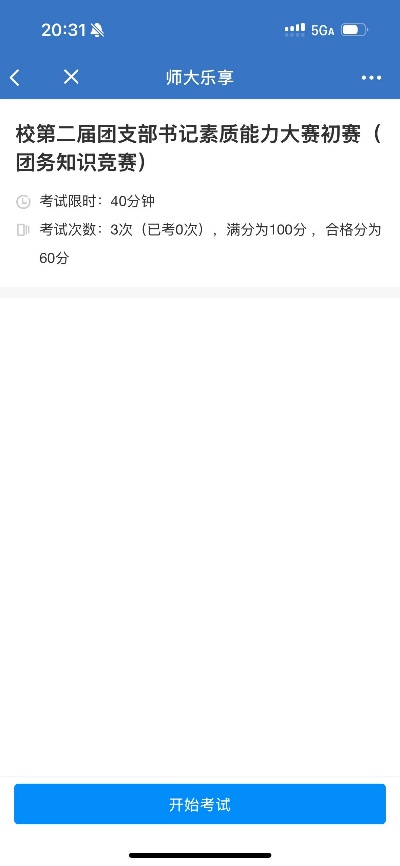 20:31
5GA
师大乐享
校第二届团支部书记素质能力大赛初赛（
团务知识竞赛）
考试限时：40分钟
考试次数：3次（已考0次），满分为100分 ，合格分为
60分
开始考试